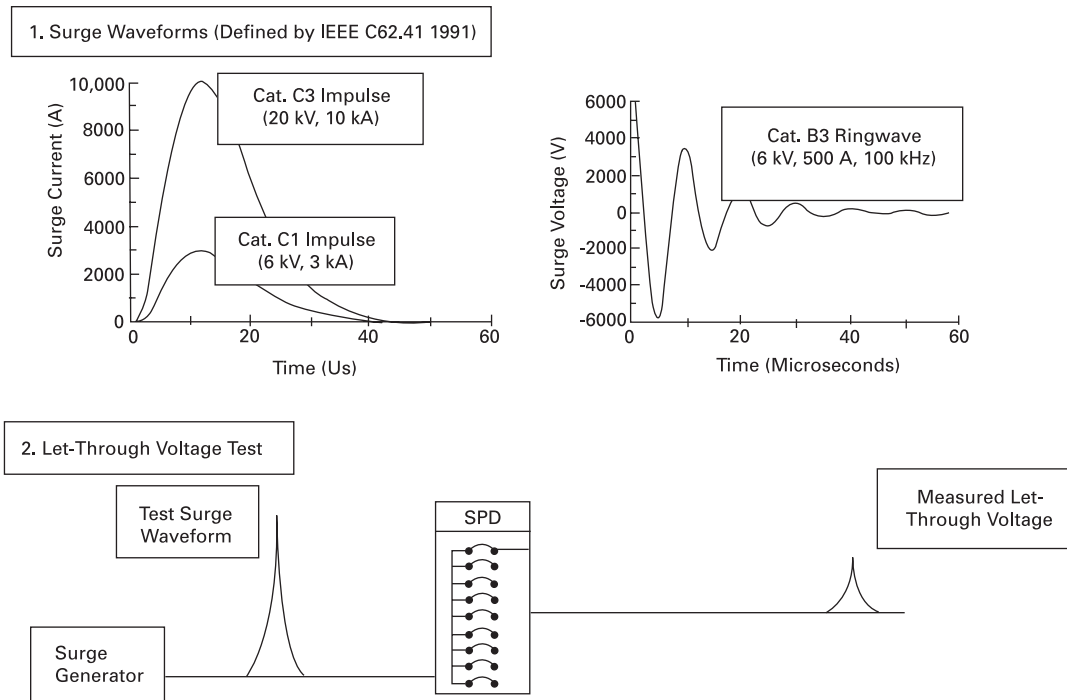 1. Surge Waveforms (Defined by IEEE C62.41 1991)
Surge Current (A)
10,000
8000
6000
4000
2000
0
0
20
40
60
Time (Us)
Cat. C3 Impulse
(20 kV, 10 kA)
Cat. C1 Impulse
(6 kV, 3 kA)
Surge Voltage (V)
6000
4000
2000
0
-2000
-4000
-6000
0
10
20
30
40
50
60
Time (Microseconds)
Cat. B3 Ringwave
(6 kV, 500 A, 100 kHz)
2. Let-Through Voltage Test
Test Surge
Waveform
Surge
Generator
SPD
Measured Let-
Through Voltage